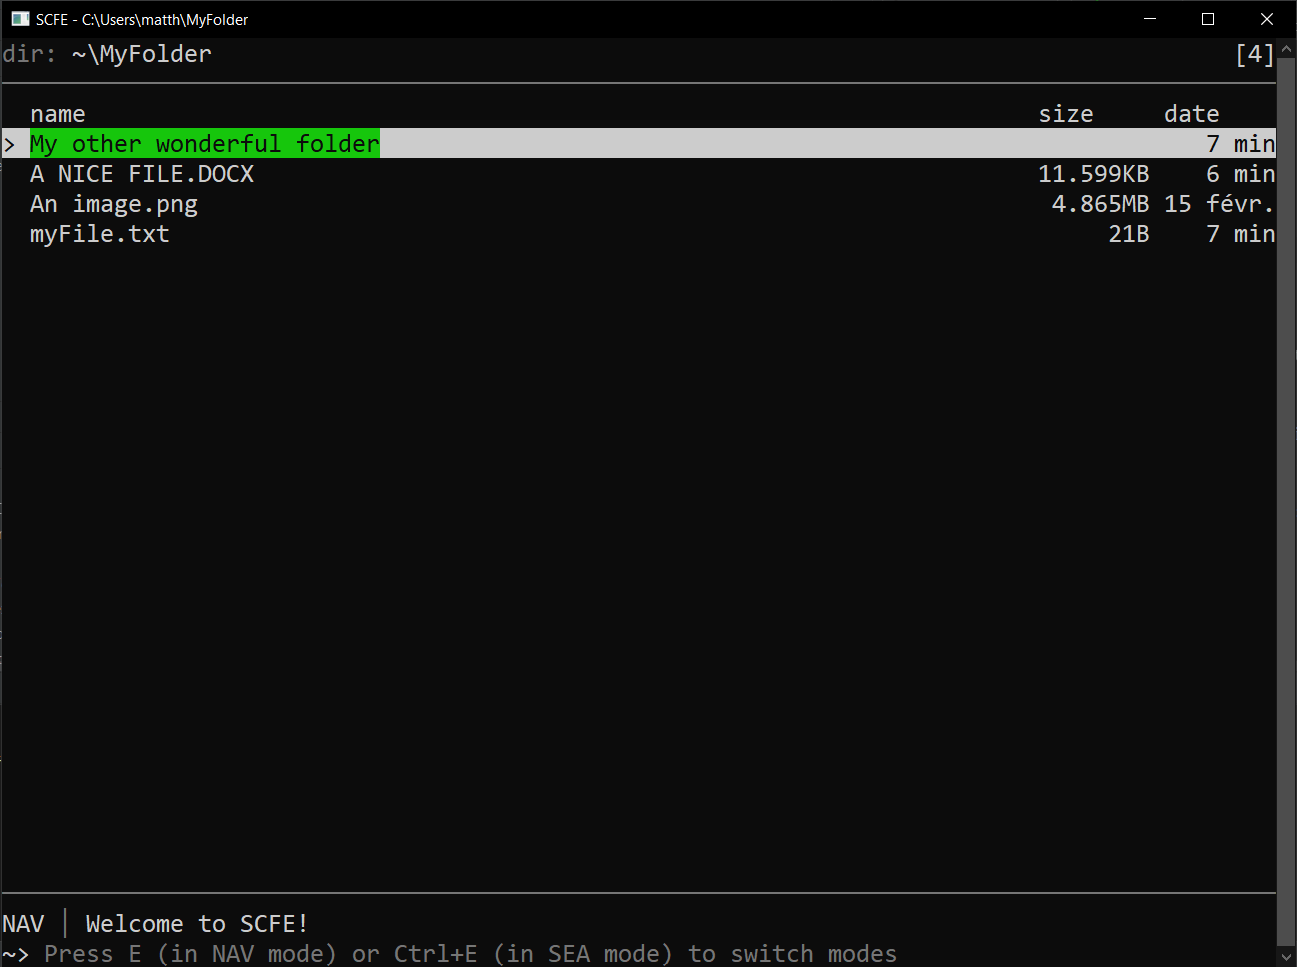 SCFE - C:\Users\matth\MyFolder
dir: ~\MyFolder [4]
name size date
> My other wonderful folder 7 min
A NICE FILE.DOCX 11.599KB 6 min
An image.png 4.865MB 15 févr.
myFile.txt 21B 7 min
NAV │ Welcome to SCFE!
~> Press E (in NAV mode) or Ctrl+E (in SEA mode) to switch modes